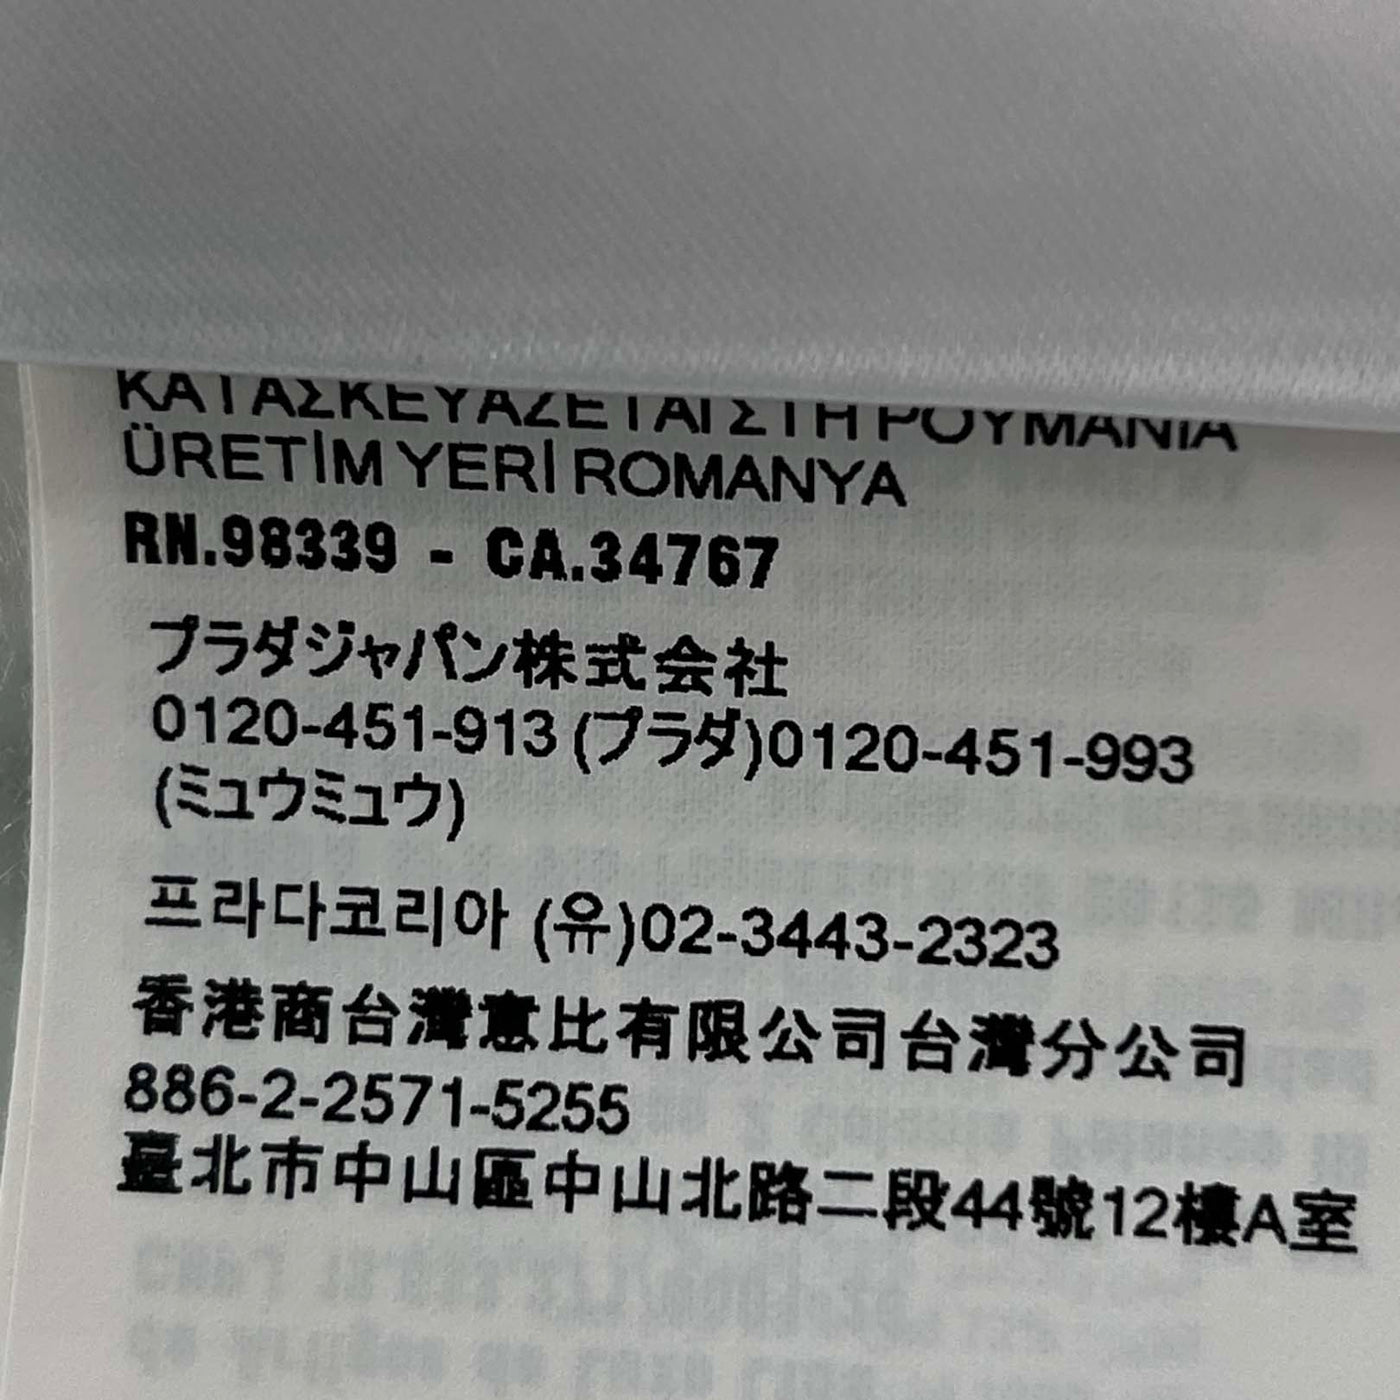 ΚΑΤΑΣΚΕΥΑΖΕΤΑΙ ΣΤΗ ΡΟΥΜΑΝΙΑ
ÜRETİM YERİ ROMANYA
RN.98339 - CA.34767
プラダジャパン株式会社
0120-451-913 (プラダ)0120-451-993
(ミュウミュウ)
프라다코리아 (유)02-3443-2323
香港商台灣惠比有限公司台灣分公司
886-2-2571-5255
臺北市中山區中山北路二段44號12樓A室